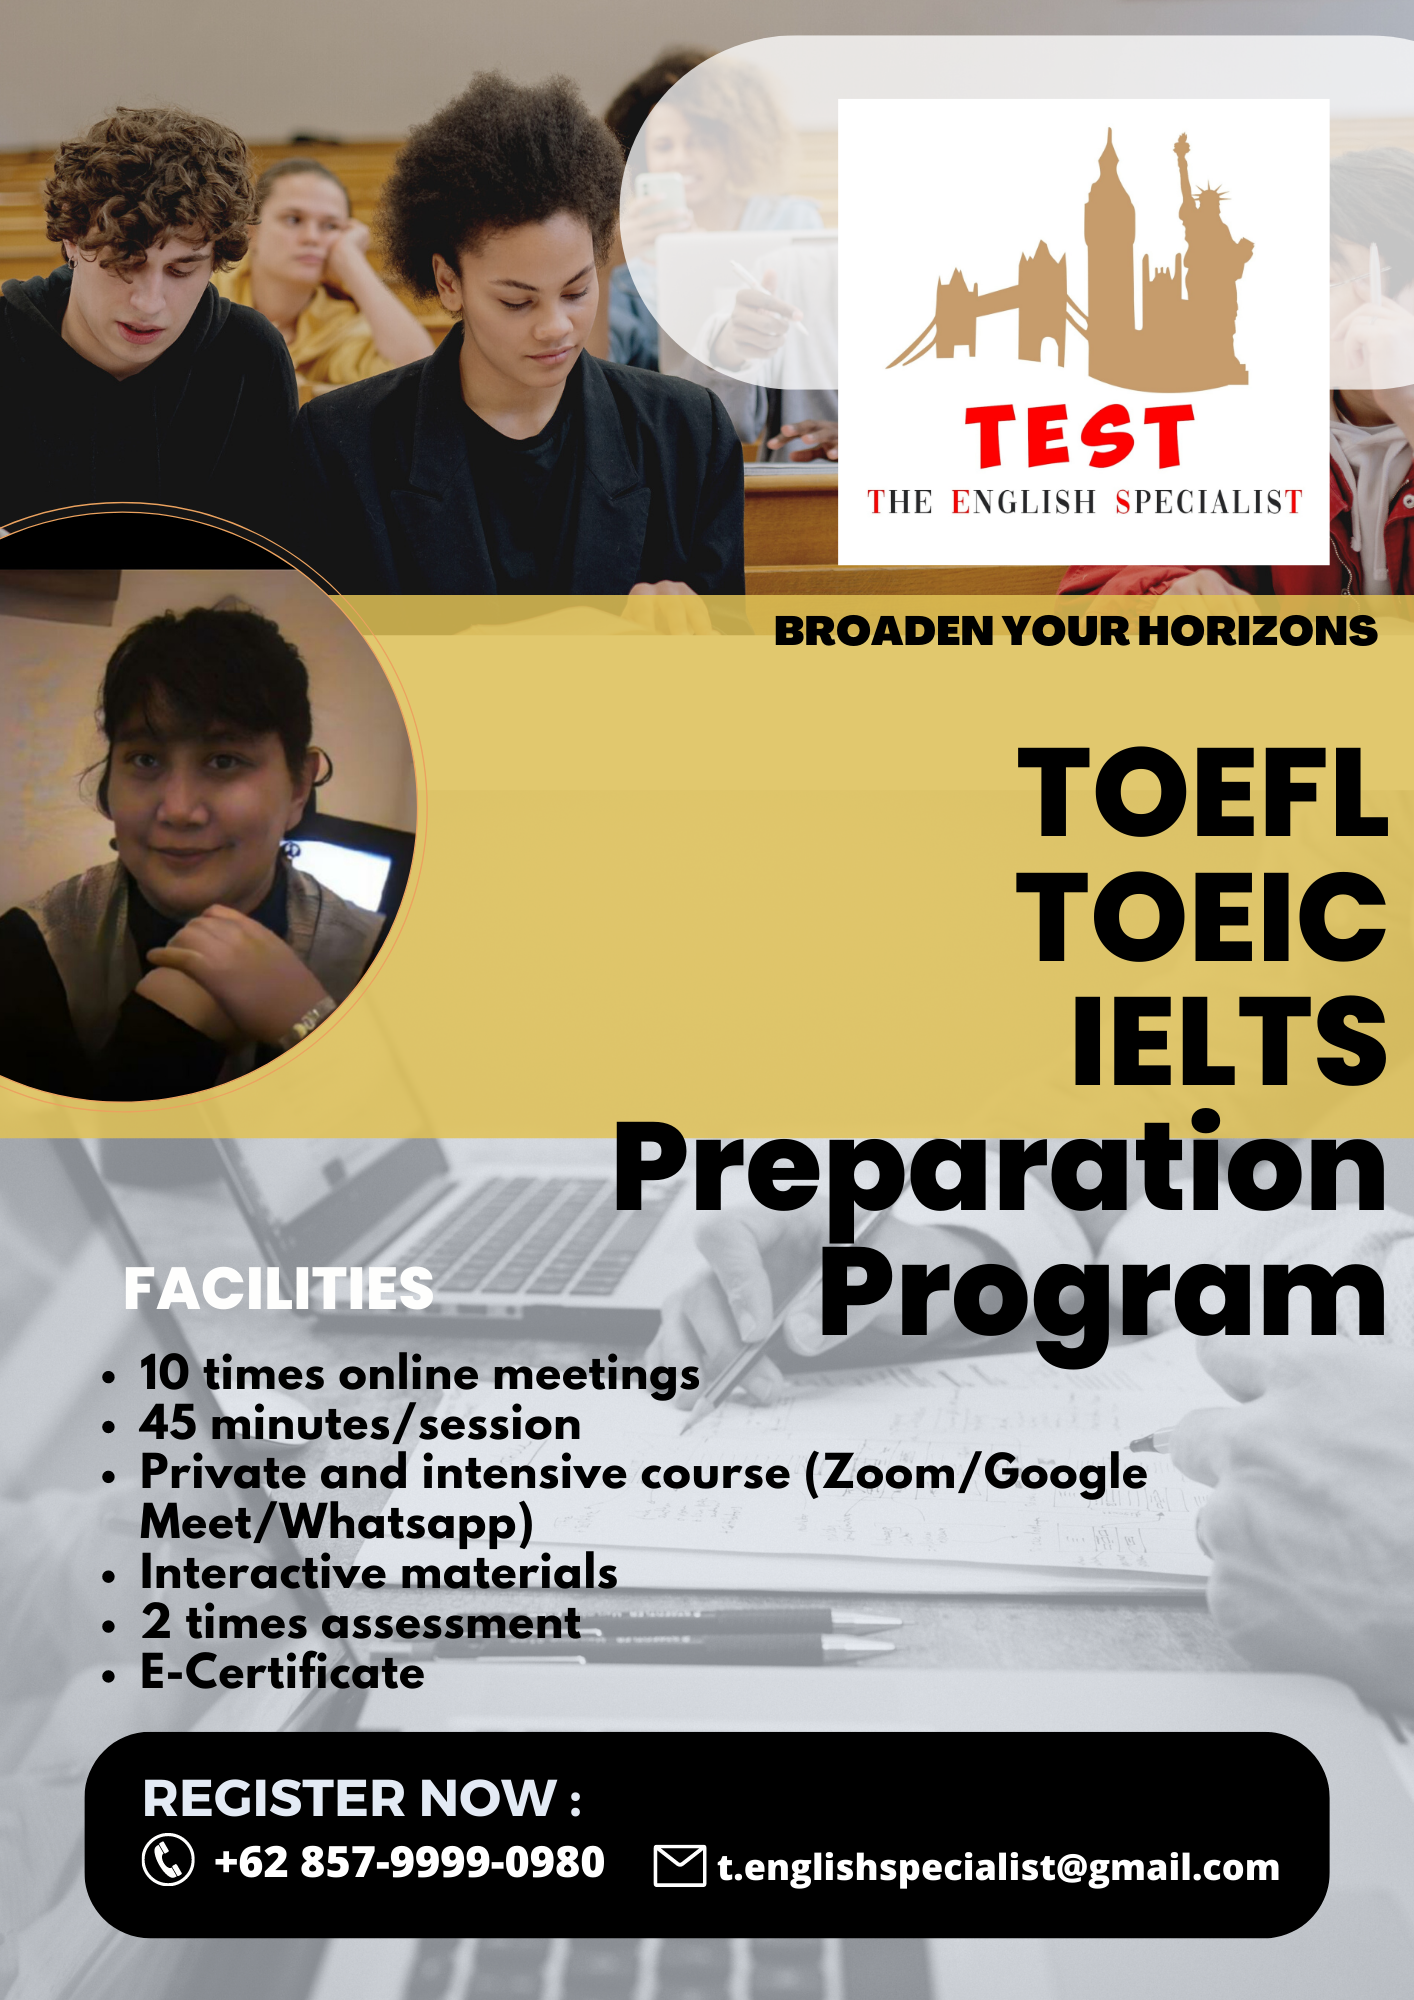 TEST
THE ENGLISH SPECIALIST
BROADEN YOUR HORIZONS
TOEFL
TOEIC
IELTS
Preparation
Program
FACILITIES
• 10 times online meetings
• 45 minutes/session
• Private and intensive course (Zoom/Google
Meet/Whatsapp)
• Interactive materials
• 2 times assessment
• E-Certificate
REGISTER NOW :
+62 857-9999-0980
t.englishspecialist@gmail.com